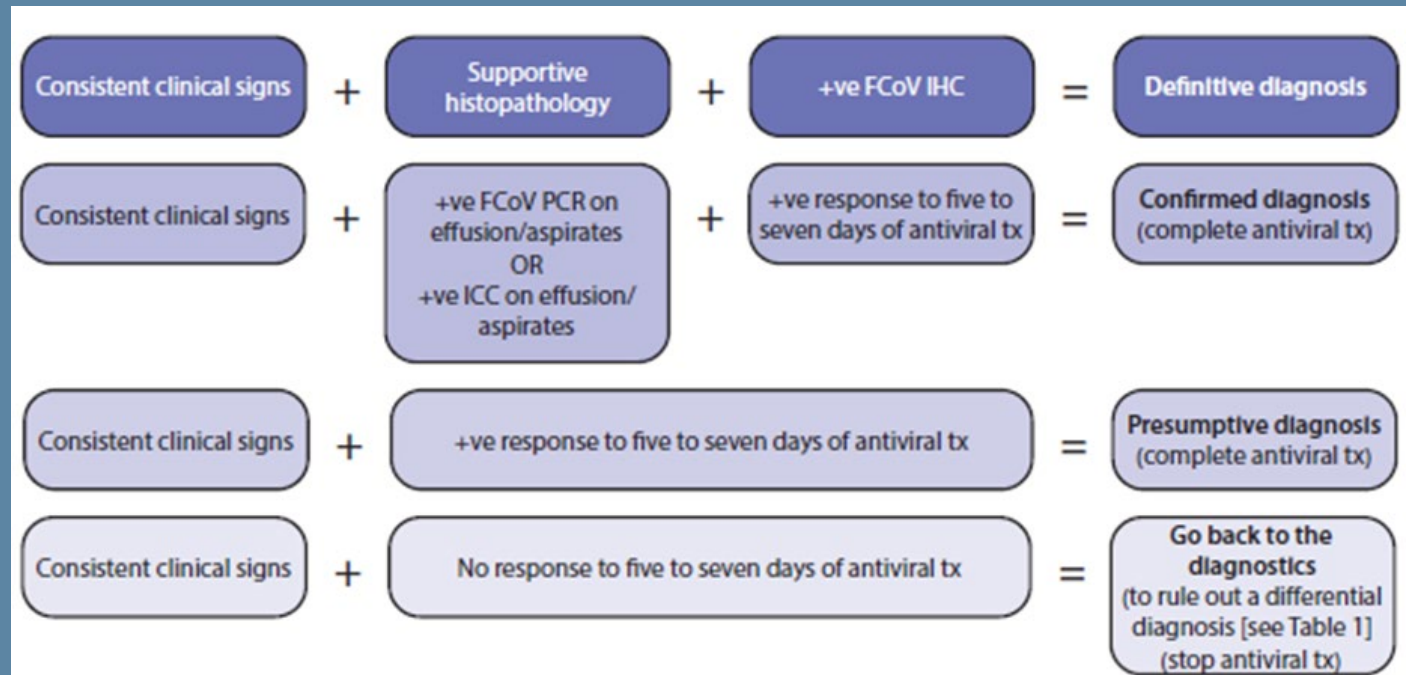 Consistent clinical signs + Supportive histopathology + +ve FCoV IHC = Definitive diagnosis
Consistent clinical signs
+
+ve FCoV PCR on
effusion/aspirates
OR
+ve ICC on effusion/
aspirates
+
+ve response to five to
seven days of antiviral tx
=
Confirmed diagnosis
(complete antiviral tx)
Consistent clinical signs
+
+ve response to five to seven days of antiviral tx
=
Presumptive diagnosis
(complete antiviral tx)
Consistent clinical signs
+
No response to five to seven days of antiviral tx
=
Go back to the
diagnostics
(to rule out a differential
diagnosis [see Table 1]
(stop antiviral tx)